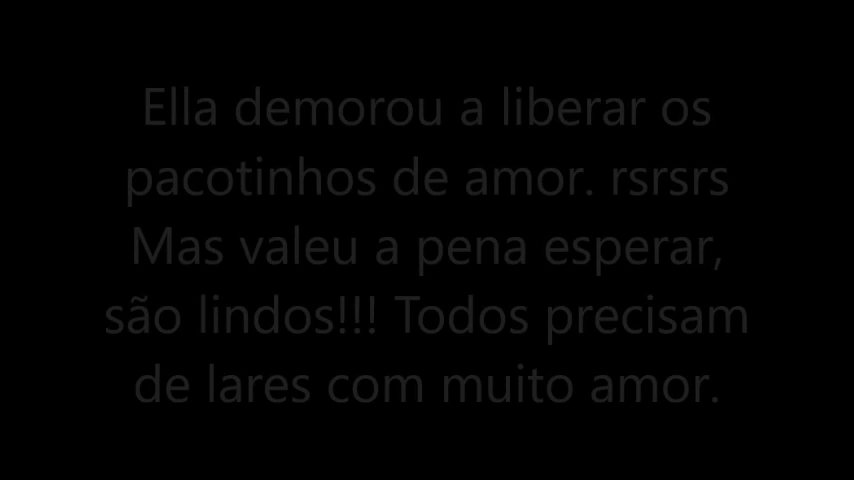 Ella demorou a liberar os
pacotinhos de amor. rsrsrs
Mas valeu a pena esperar,
são lindos!!! Todos precisam
de lares com muito amor.